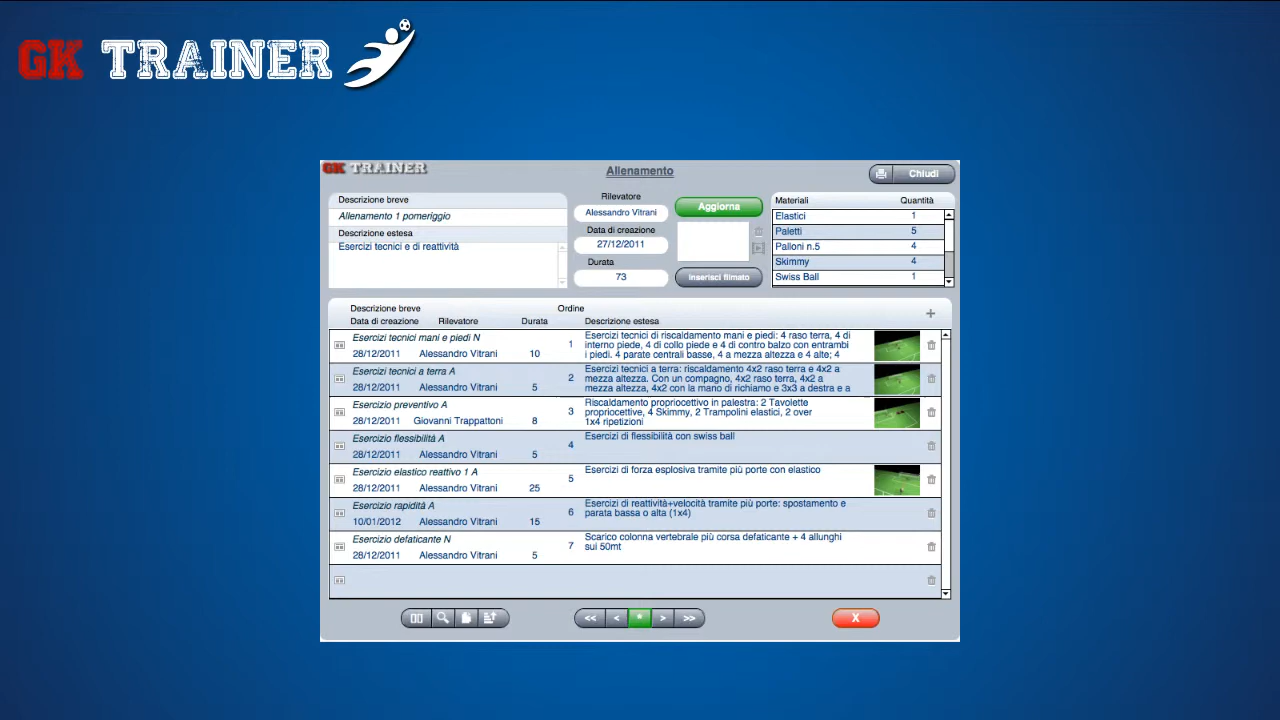 GK TRAINER
GK TRAINER
Allenamento
Chiudi
Descrizione breve
Allenamento 1 pomeriggio
Descrizione estesa
Esercizi tecnici e di reattività
Rilevatore
Alessandro Vitrani
Data di creazione
27/12/2011
Durata
73
Aggiorna
Inserisci filmato
Materiali Quantità
Elastici 1
Paletti 5
Palloni n.5 4
Skimmy 4
Swiss Ball 1
Descrizione breve Ordine
Data di creazione Rilevatore Durata Descrizione estesa
Esercizi tecnici mani e piedi N
28/12/2011 Alessandro Vitrani 10
1
Esercizi tecnici di riscaldamento mani e piedi: 4 raso terra, 4 di
interno piede, 4 di collo piede e 4 di contro balzo con entrambi
i piedi. 4 parate centrali basse, 4 a mezza altezza e 4 alte; 4
Esercizi tecnici a terra A
28/12/2011 Alessandro Vitrani 5
2
Esercizi tecnici a terra: riscaldamento 4x2 raso terra e 4x2 a
mezza altezza. Con un compagno, 4x2 raso terra, 4x2 a
mezza altezza, 4x2 con la mano di richiamo e 3x3 a destra e a
Esercizio preventivo A
28/12/2011 Giovanni Trappattoni 8
3
Riscaldamento propriocettivo in palestra: 2 Tavolette
propriocettive, 4 Skimmy, 2 Trampolini elastici, 2 over
1x4 ripetizioni
Esercizio flessibilità A
28/12/2011 Alessandro Vitrani 5
4
Esercizi di flessibilità con swiss ball
Esercizio elastico reattivo 1 A
28/12/2011 Alessandro Vitrani 25
5
Esercizi di forza esplosiva tramite più porte con elastico
Esercizio rapidità A
10/01/2012 Alessandro Vitrani 15
6
Esercizi di reattività+velocità tramite più porte: spostamento e
parata bassa o alta (1x4)
Esercizio defaticante N
28/12/2011 Alessandro Vitrani 5
7
Scarico colonna vertebrale più corsa defaticante + 4 allunghi
sui 50mt
<< < * > >>
X